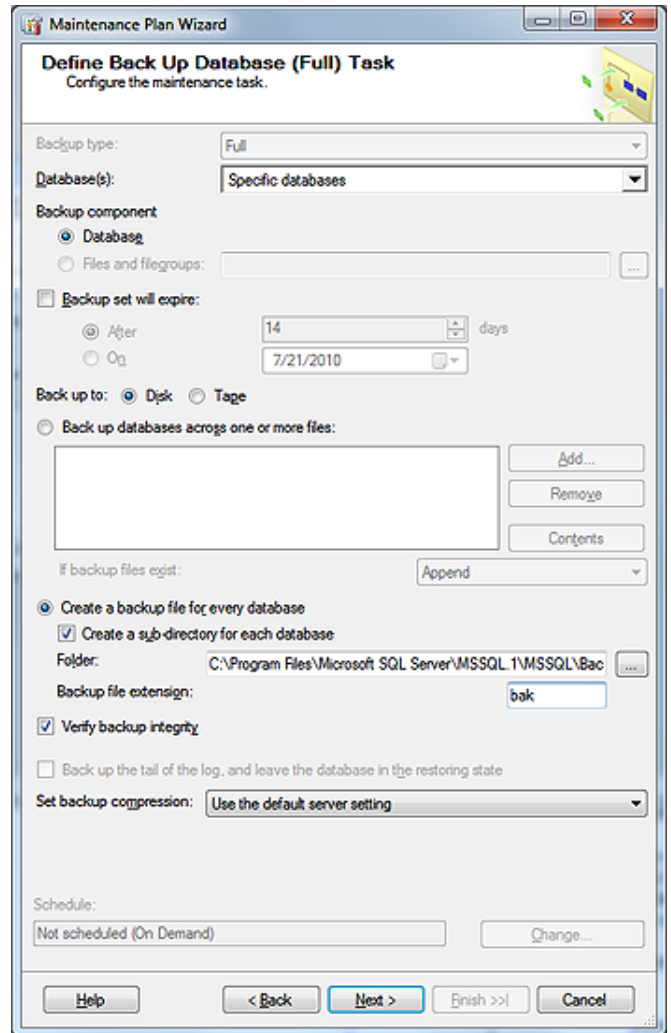 Maintenance Plan Wizard
Define Back Up Database (Full) Task
Configure the maintenance task.
Backup type: Full
Database(s): Specific databases
Backup component
Database
Files and filegroups: ...
Backup set will expire:
After 14 days
On 7/21/2010
Back up to: Disk Tape
Back up databases across one or more files:
Add...
Remove
Contents
If backup files exist: Append
Create a backup file for every database
Create a sub-directory for each database
Folder: C:\Program Files\Microsoft SQL Server\MSSQL.1\MSSQL\Bac ...
Backup file extension: bak
Verify backup integrity
Back up the tail of the log, and leave the database in the restoring state
Set backup compression: Use the default server setting
Schedule:
Not scheduled (On Demand) Change...
Help < Back Next > Finish >>| Cancel